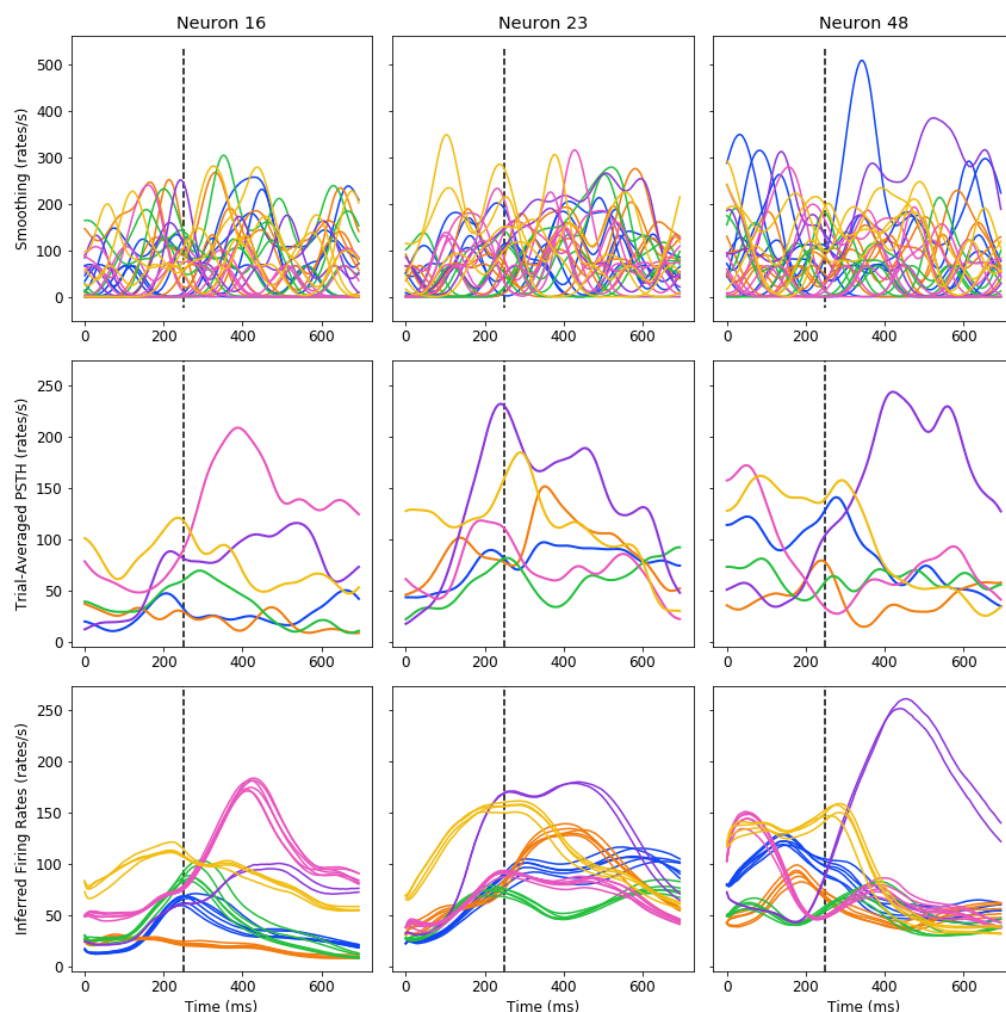 Neuron 16 Neuron 23 Neuron 48
Smoothing (rates/s)
500
400
300
200
100
0
0 200 400 600 0 200 400 600 0 200 400 600
Trial-Averaged PSTH (rates/s)
250
200
150
100
50
0
0 200 400 600 0 200 400 600 0 200 400 600
Inferred Firing Rates (rates/s)
250
200
150
100
50
0
0 200 400 600 0 200 400 600 0 200 400 600
Time (ms) Time (ms) Time (ms)